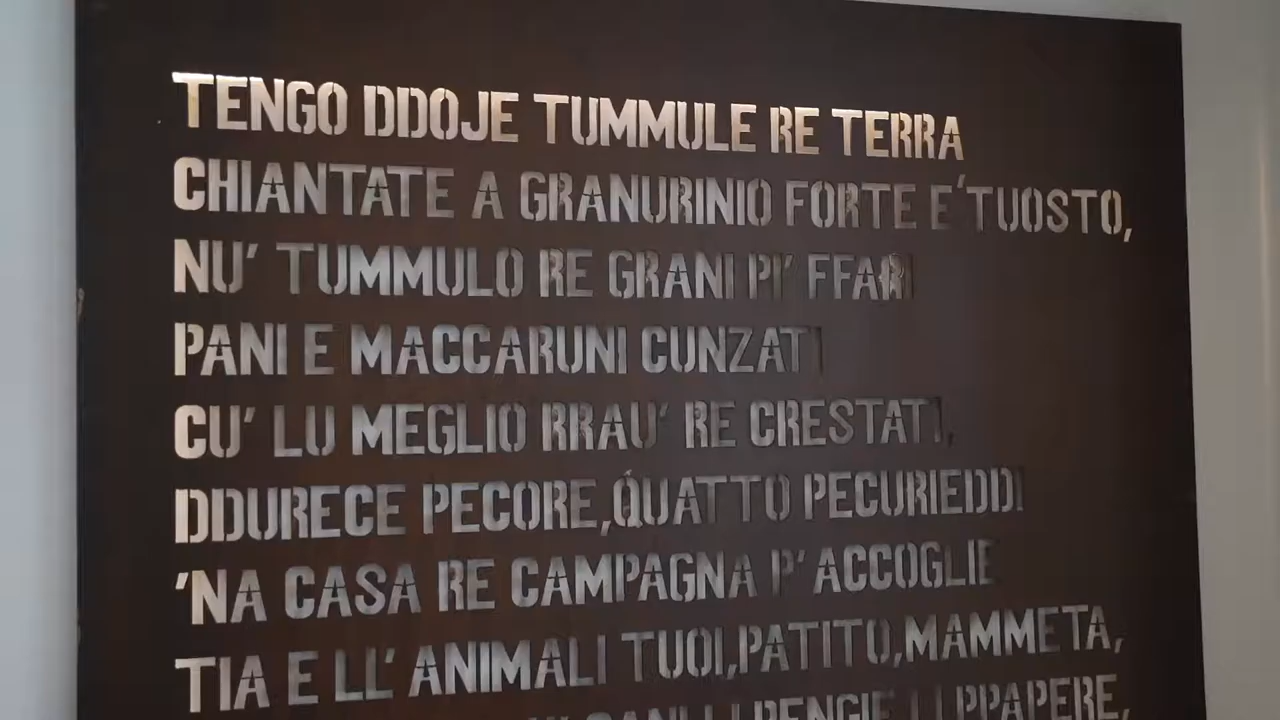 TENGO DDOJE TUMMULE RE TERRA
CHIANTATE A GRANURINIO FORTE E'TUOSTO,
NU' TUMMULO RE GRANI PI' FFARI
PANI E MACCARUNI CUNZATI
CU' LU MEGLIO RRAU' RE CRESTATI,
DDURECE PECORE,QUATTO PECURIEDDI
'NA CASA RE CAMPAGNA P' ACCOGLIE
TIA E LL' ANIMALI TUOI,PATITO,MAMMETA,
LI PPAPERE,